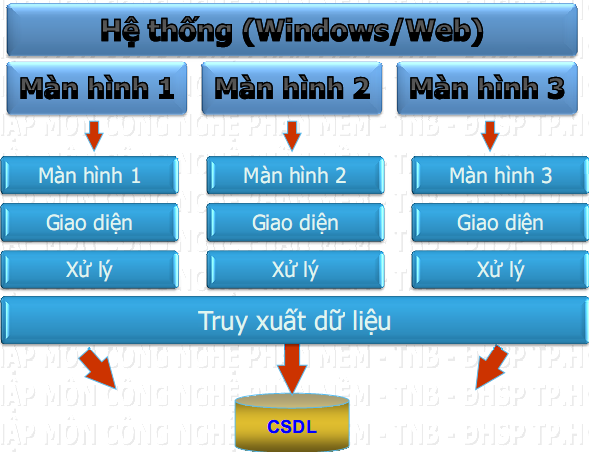 Hệ thống (Windows/Web)
Màn hình 1 Màn hình 2 Màn hình 3
Màn hình 1 Màn hình 2 Màn hình 3
Giao diện Giao diện Giao diện
Xử lý Xử lý Xử lý
Truy xuất dữ liệu
CSDL